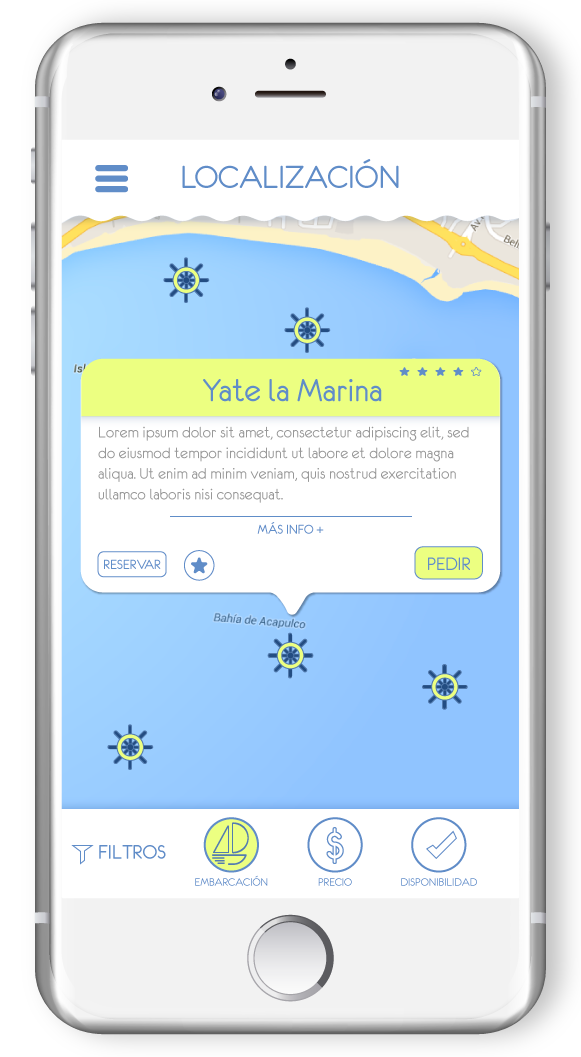 LOCALIZACIÓN
Av
Bel
Isl
Yate la Marina
Lorem ipsum dolor sit amet, consectetur adipiscing elit, sed
do eiusmod tempor incididunt ut labore et dolore magna
aliqua. Ut enim ad minim veniam, quis nostrud exercitation
ullamco laboris nisi consequat.
MÁS INFO +
RESERVAR
PEDIR
Bahía de Acapulco
FILTROS
EMBARCACIÓN
PRECIO
DISPONIBILIDAD